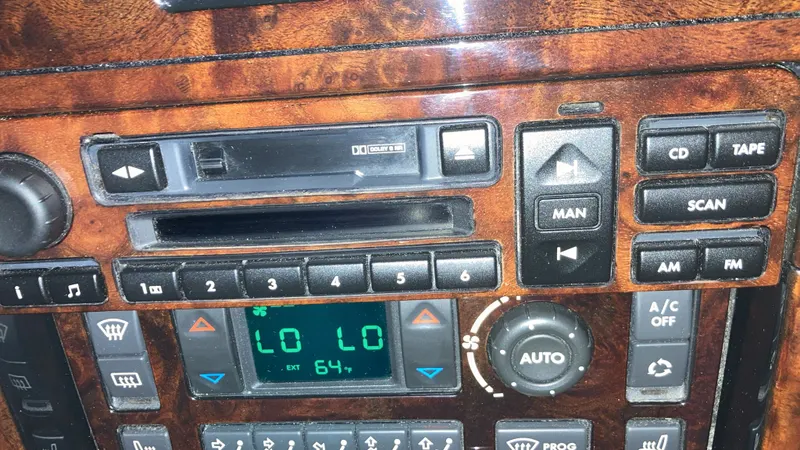 DOLBY B NR
CD
TAPE
MAN
SCAN
AM
FM
i
1
2
3
4
5
6
LO LO
EXT 64°F
AUTO
A/C
OFF
PROG